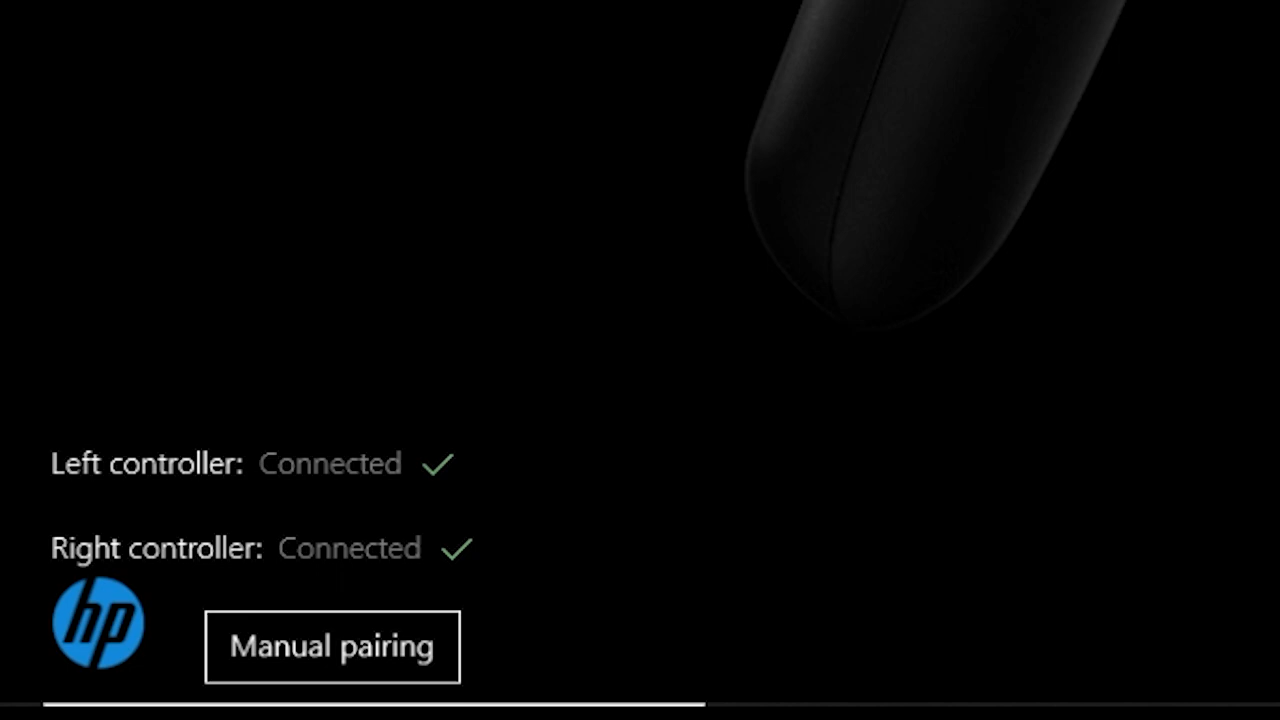 Left controller: Connected
Right controller: Connected
hp
Manual pairing